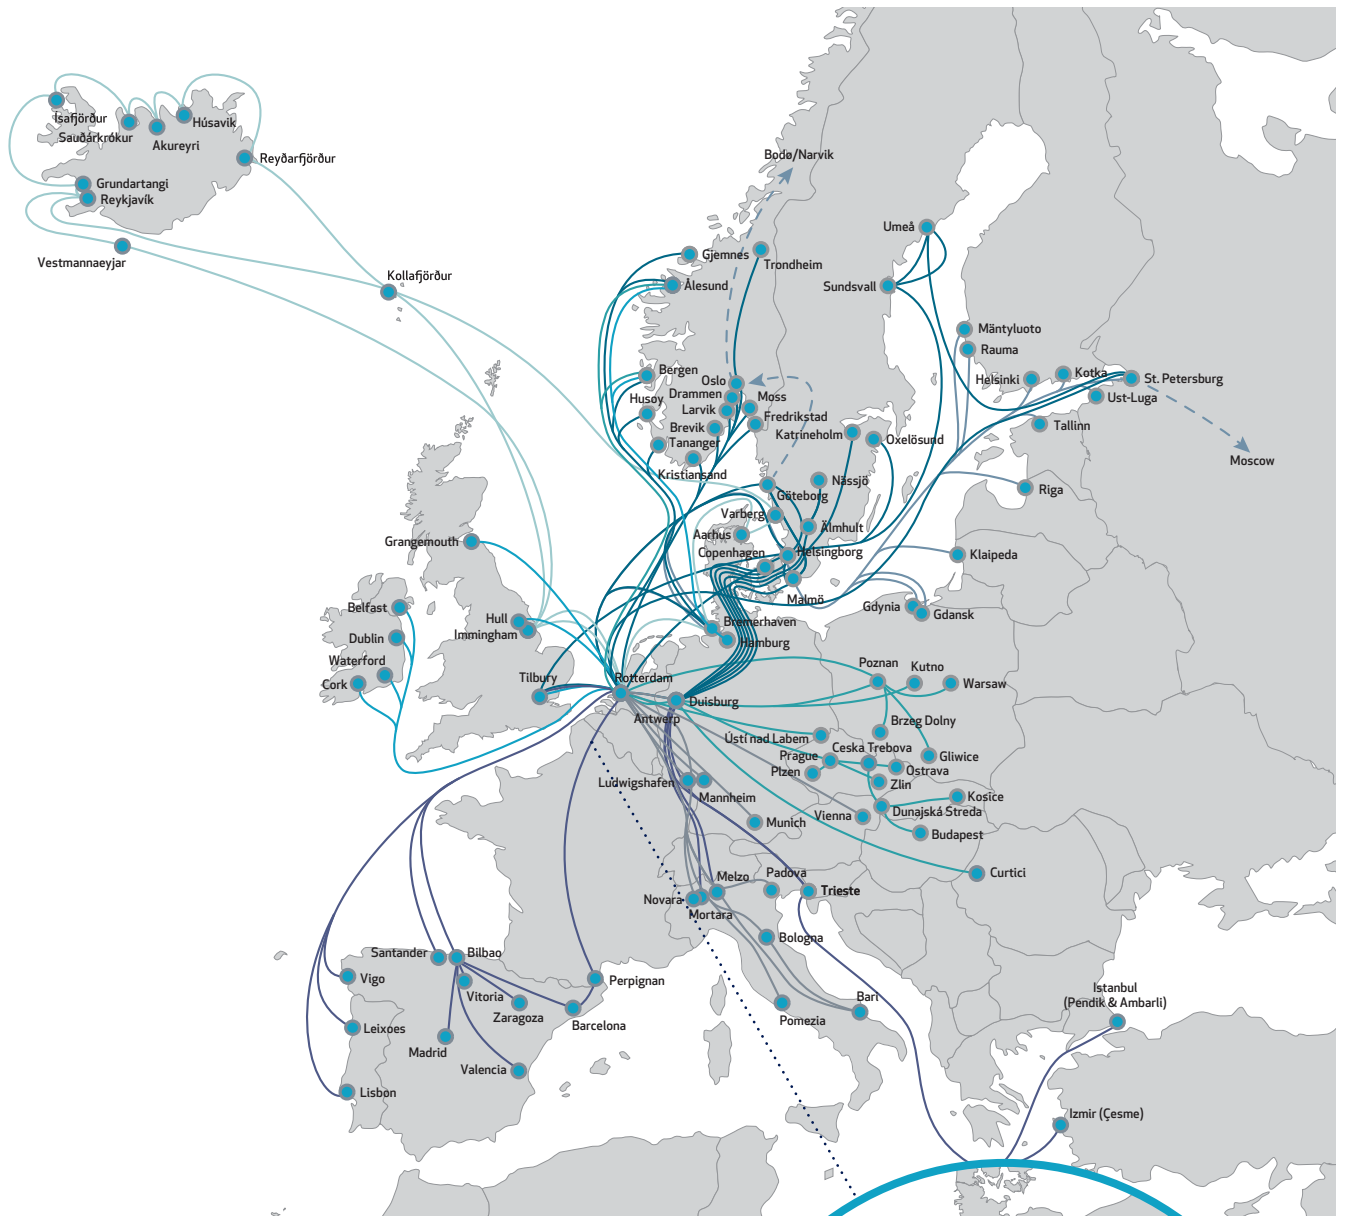 Ísafjörður
Sauðárkrókur
Akureyri
Húsavik
Reyðarfjörður
Grundartangi
Reykjavík
Vestmannaeyjar
Kollafjörður
Bodø/Narvik
Umeå
Gjemnes
Trondheim
Ålesund
Sundsvall
Mäntyluoto
Rauma
Helsinki
Kotka
St. Petersburg
Ust-Luga
Tallinn
Moscow
Riga
Bergen
Oslo
Husoy
Drammen
Moss
Larvik
Fredrikstad
Brevik
Katrineholm
Oxelösund
Tananger
Kristiansand
Nässjö
Göteborg
Varberg
Älmhult
Aarhus
Copenhagen
Helsingborg
Klaipeda
Malmö
Gdynia
Gdansk
Grangemouth
Belfast
Hull
Immingham
Dublin
Waterford
Cork
Bremerhaven
Hamburg
Tilbury
Rotterdam
Duisburg
Antwerp
Poznan
Kutno
Warsaw
Brzeg Dolny
Ústí nad Labem
Ceska Trebova
Gliwice
Prague
Plzen
Ostrava
Zlin
Ludwigshafen
Mannheim
Kosice
Dunajská Streda
Munich
Vienna
Budapest
Curtici
Melzo
Padova
Trieste
Novara
Mortara
Bologna
Santander
Bilbao
Vigo
Vitoria
Zaragoza
Perpignan
Barcelona
Leixoes
Madrid
Valencia
Lisbon
Pomezia
Bari
Istanbul
(Pendik & Ambarli)
Izmir (Çesme)